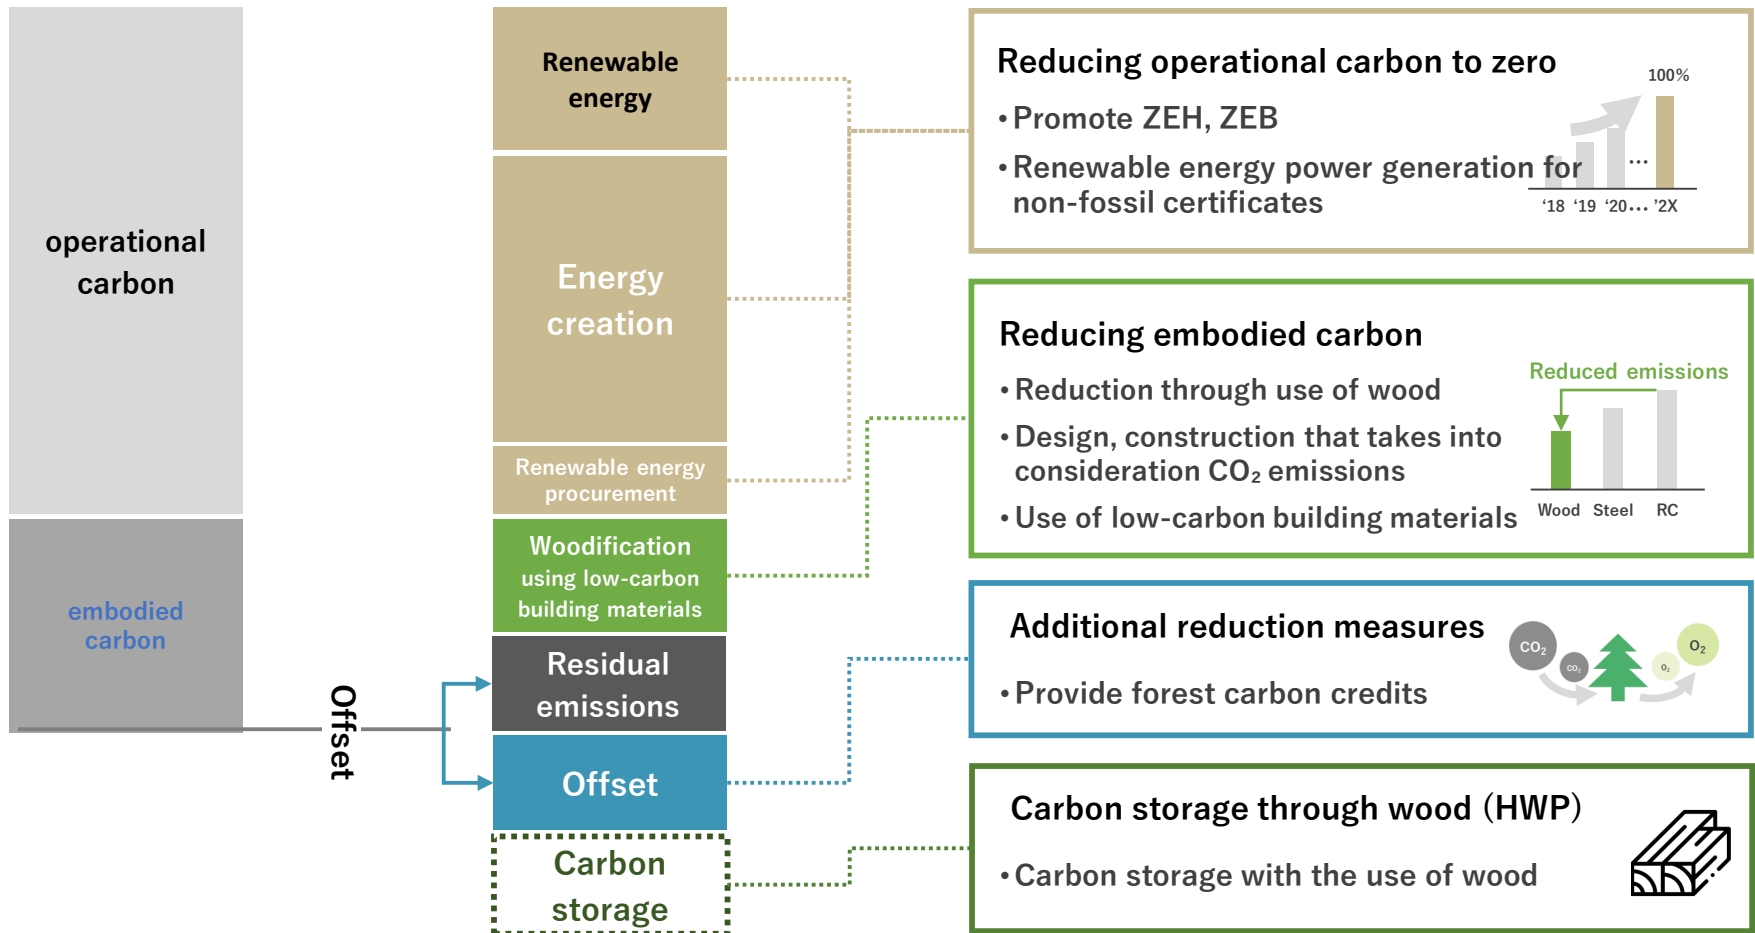 operational
carbon
embodied
carbon
Offset
Renewable
energy
Energy
creation
Renewable energy
procurement
Woodification
using low-carbon
building materials
Residual
emissions
Offset
Carbon
storage
Reducing operational carbon to zero
・Promote ZEH, ZEB
・Renewable energy power generation for
non-fossil certificates
100%
…
‘18 ‘19 ‘20… ’2X
Reducing embodied carbon
・Reduction through use of wood
・Design, construction that takes into
consideration CO₂ emissions
・Use of low-carbon building materials
Reduced emissions
Wood Steel RC
Additional reduction measures
・Provide forest carbon credits
CO₂
CO₂
O₂
O₂
Carbon storage through wood (HWP)
・Carbon storage with the use of wood